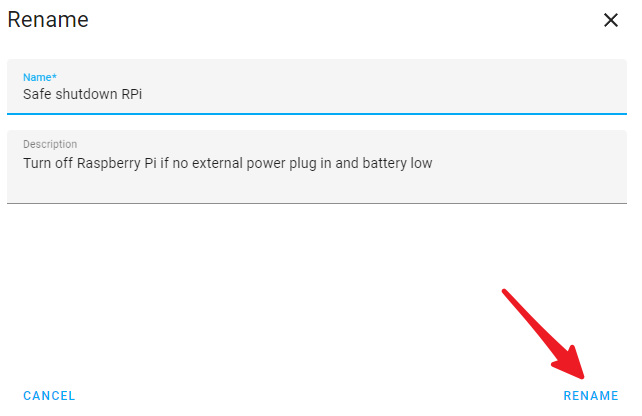 Rename
Name*
Safe shutdown RPi
Description
Turn off Raspberry Pi if no external power plug in and battery low
CANCEL
RENAME